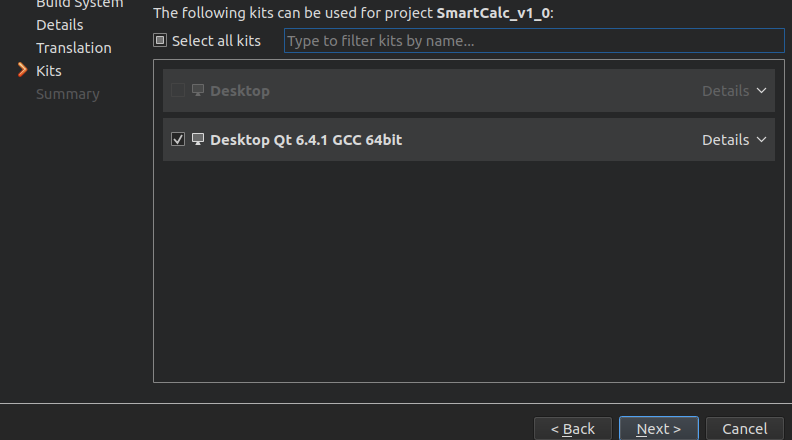 Build System
Details
Translation
Kits
Summary
The following kits can be used for project SmartCalc_v1_0:
Select all kits
Type to filter kits by name...
Desktop
Details
Desktop Qt 6.4.1 GCC 64bit
Details
< Back
Next >
Cancel